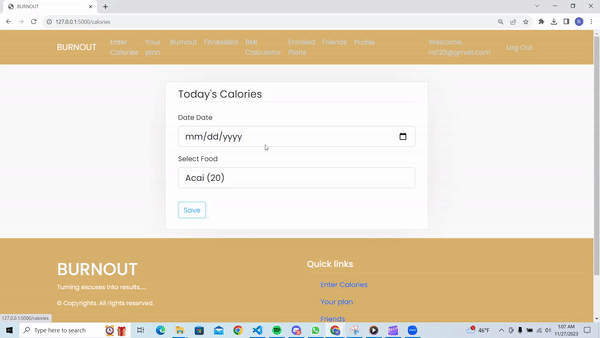 BURNOUT
127.0.0.1:5000/calories
BURNOUT
Enter Calories
Your plan
Burnout
FitnessBot
BMI Calculator
Enrolled Plans
Friends
Profile
Welcome,
Log Out
Today's Calories
Date Date
mm/dd/yyyy
Select Food
Acai (20)
Save
BURNOUT
Turning excuses into results.....
© Copyrights. All rights reserved.
Quick links
Enter Calories
Your plan
Friends
127.0.0.1:5000/calories
Type here to search
46°F
1:07 AM
11/27/2023